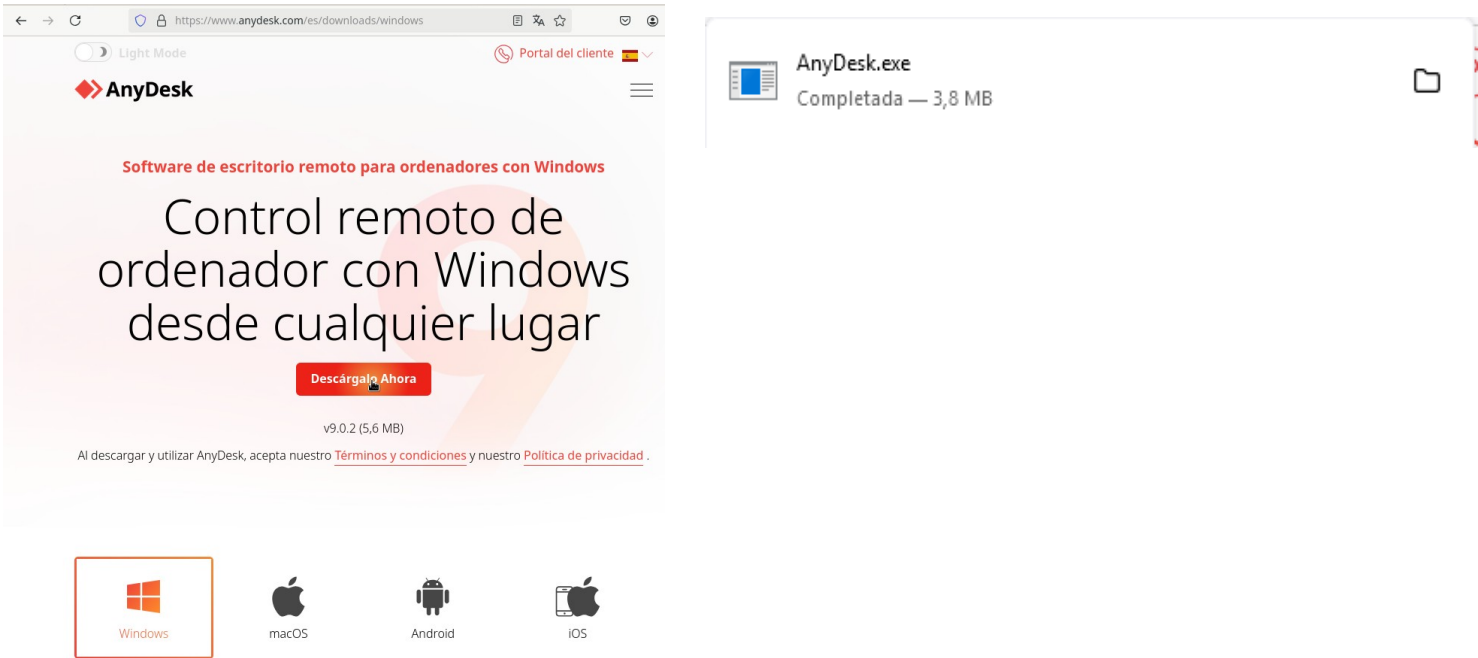 https://www.anydesk.com/es/downloads/windows
Light Mode
Portal del cliente
AnyDesk
Software de escritorio remoto para ordenadores con Windows
Control remoto de
ordenador con Windows
desde cualquier lugar
Descárgalo Ahora
v9.0.2 (5,6 MB)
Al descargar y utilizar AnyDesk, acepta nuestro Términos y condiciones y nuestro Política de privacidad .
Windows
macOS
Android
iOS
AnyDesk.exe
Completada — 3,8 MB